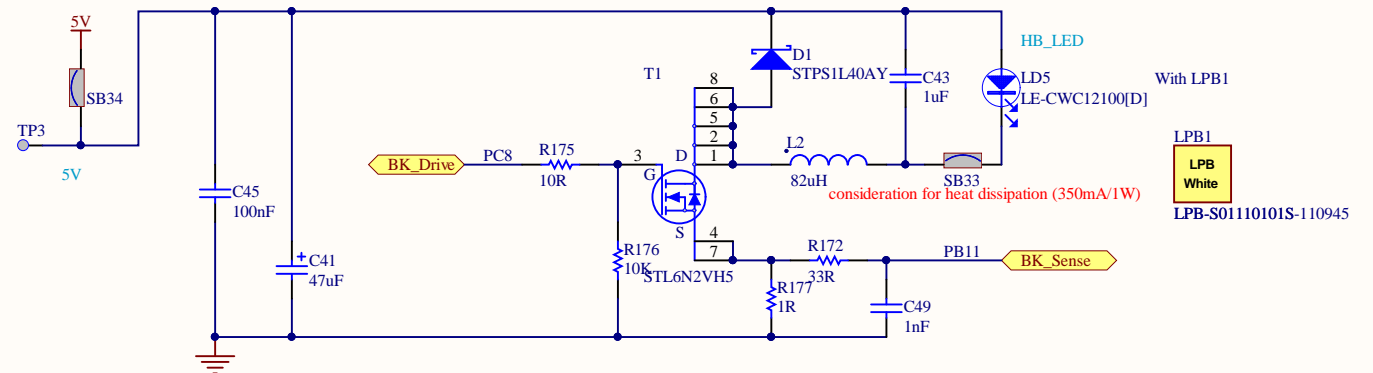 5V
SB34
TP3
5V
C45
100nF
C41
47uF
BK_Drive
PC8
R175
10R
R176
10K
T1
8
6
5
2
1
3
D
G
S
4
7
STL6N2VH5
D1
STPS1L40AY
L2
82uH
C43
1uF
SB33
HB_LED
LD5
LE-CWC12100[D]
With LPB1
consideration for heat dissipation (350mA/1W)
LPB1
LPB
White
LPB-S01110101S-110945
R172
33R
R177
1R
C49
1nF
PB11
BK_Sense